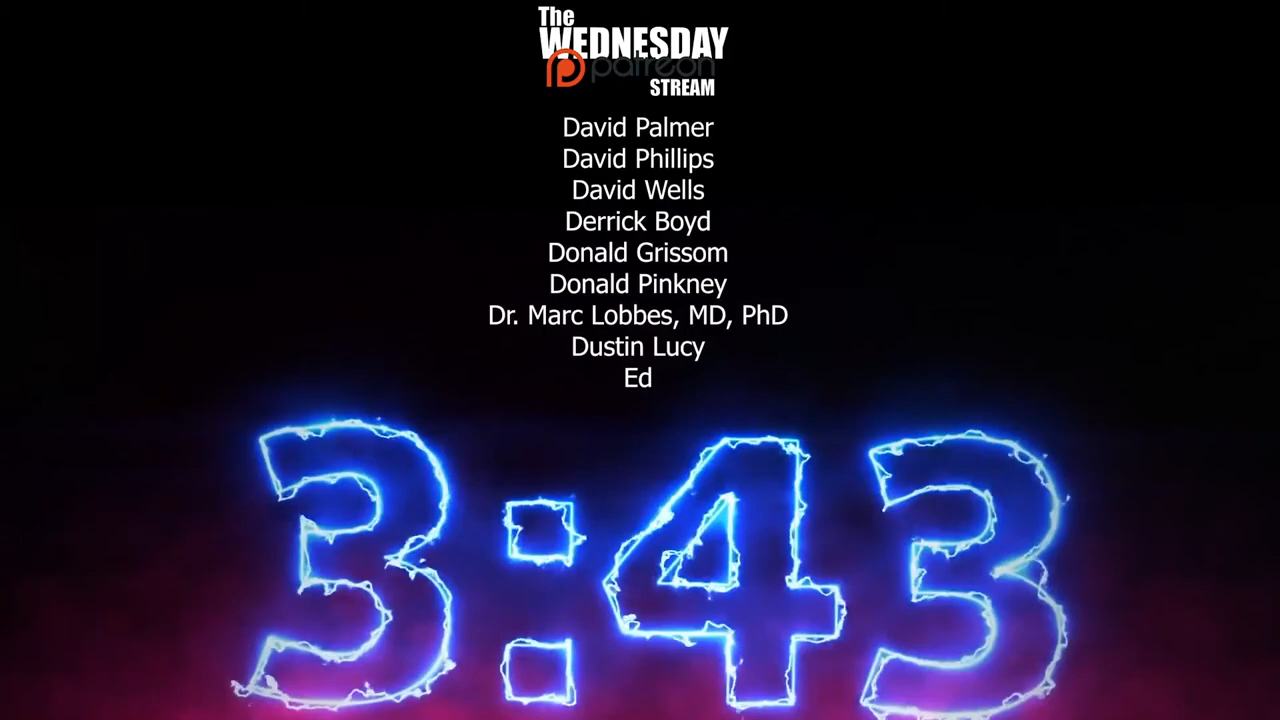 The
WEDNESDAY
patreon
STREAM
David Palmer
David Phillips
David Wells
Derrick Boyd
Donald Grissom
Donald Pinkney
Dr. Marc Lobbes, MD, PhD
Dustin Lucy
Ed
3:43